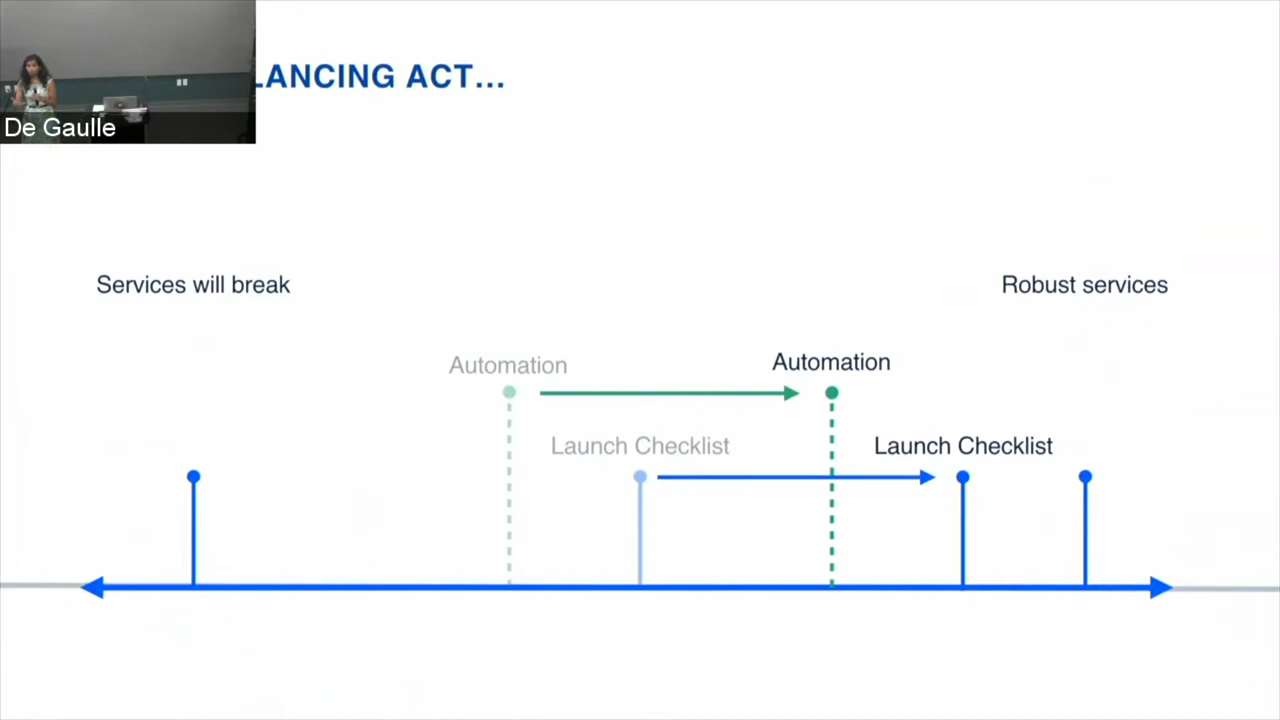 LANCING ACT...
De Gaulle
Services will break
Robust services
Automation
Automation
Launch Checklist
Launch Checklist